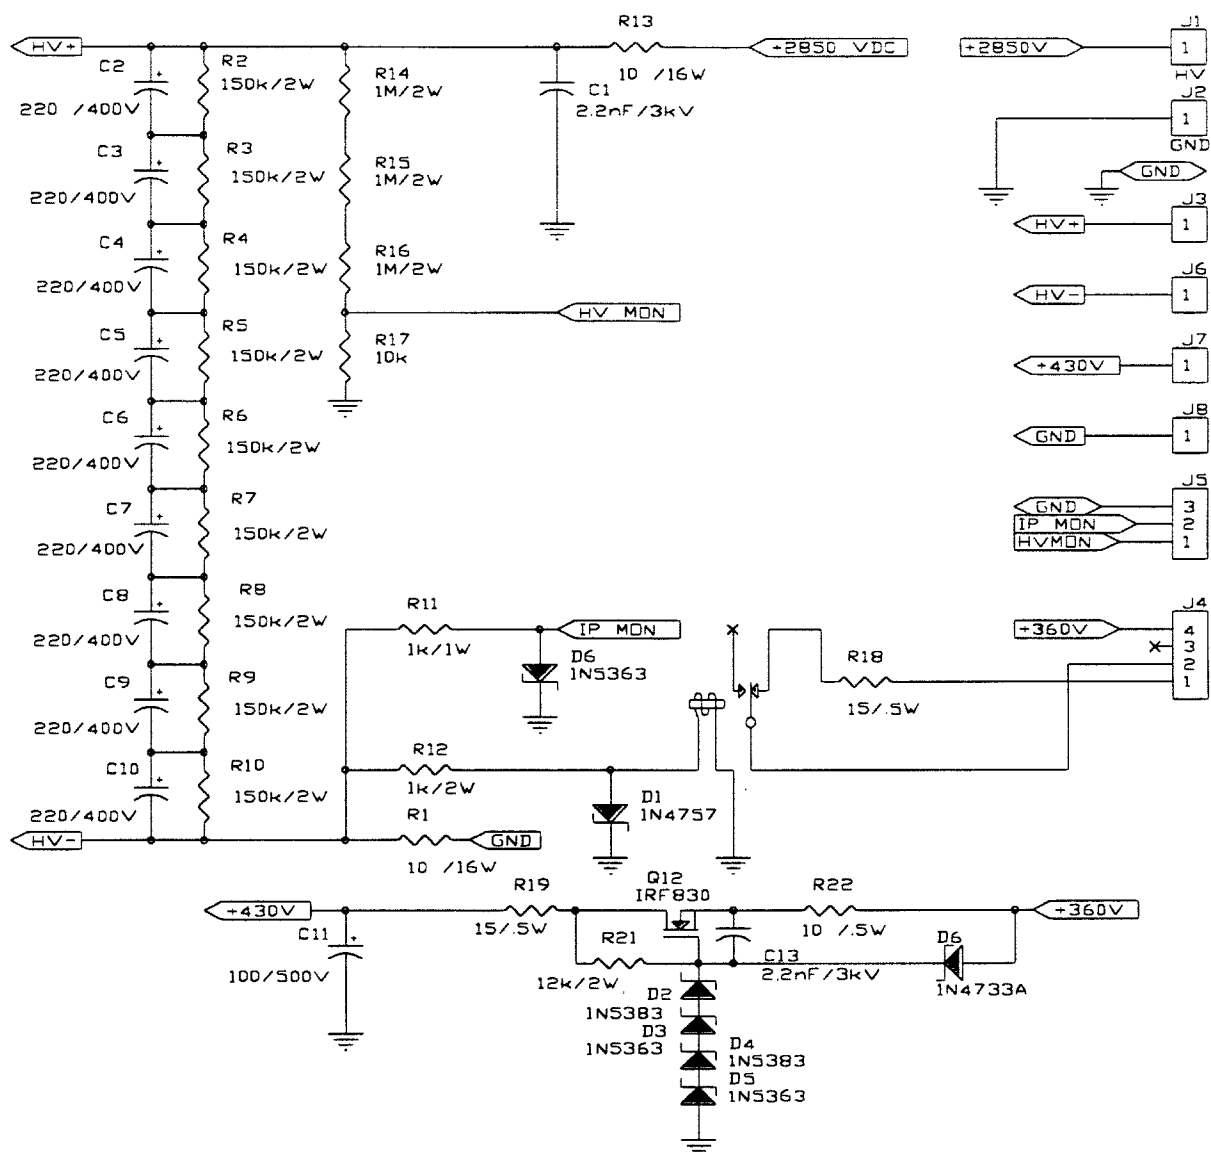 R13
HV+
+2850 VDC
10 /16W
+2850V
J1
1
HV
C2
+
220 /400V
R2
150k/2W
R14
1M/2W
C1
2.2nF/3kV
J2
1
GND
C3
+
220/400V
R3
150k/2W
R15
1M/2W
GND
HV+
J3
1
C4
+
220/400V
R4
150k/2W
R16
1M/2W
HV-
J6
1
HV MON
C5
+
220/400V
R5
150k/2W
R17
10k
+430V
J7
1
C6
+
220/400V
R6
150k/2W
GND
J8
1
C7
+
220/400V
R7
150k/2W
J5
GND
3
IP MON
2
HVMON
1
C8
+
220/400V
R8
150k/2W
R11
1k/1W
IP MON
D6
1N5363
J4
+360V
4
3
2
1
R18
15/.5W
C9
+
220/400V
R9
150k/2W
C10
+
220/400V
R10
150k/2W
R12
1k/2W
D1
1N4757
HV-
R1
10 /16W
GND
+430V
C11
+
100/500V
R19
15/.5W
Q12
IRF830
R22
10 /.5W
+360V
R21
12k/2W
C13
2.2nF/3kV
D6
1N4733A
D2
1N5383
D3
1N5363
D4
1N5383
D5
1N5363